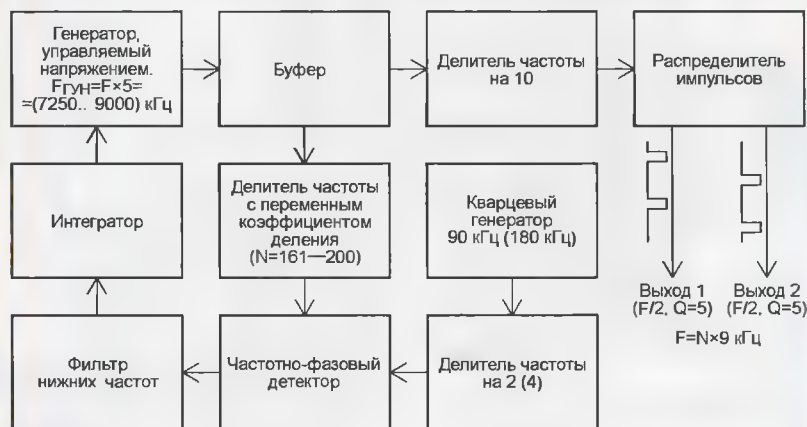 Генератор,
управляемый
напряжением.
FГУН=F×5=
=(7250.. 9000) кГц
Буфер
Делитель частоты
на 10
Распределитель
импульсов
Интегратор
Делитель частоты
с переменным
коэффициентом
деления
(N=161—200)
Кварцевый
генератор
90 кГц (180 кГц)
Выход 1
(F/2, Q=5)
Выход 2
(F/2, Q=5)
F=N×9 кГц
Фильтр
нижних частот
Частотно-фазовый
детектор
Делитель частоты
на 2 (4)